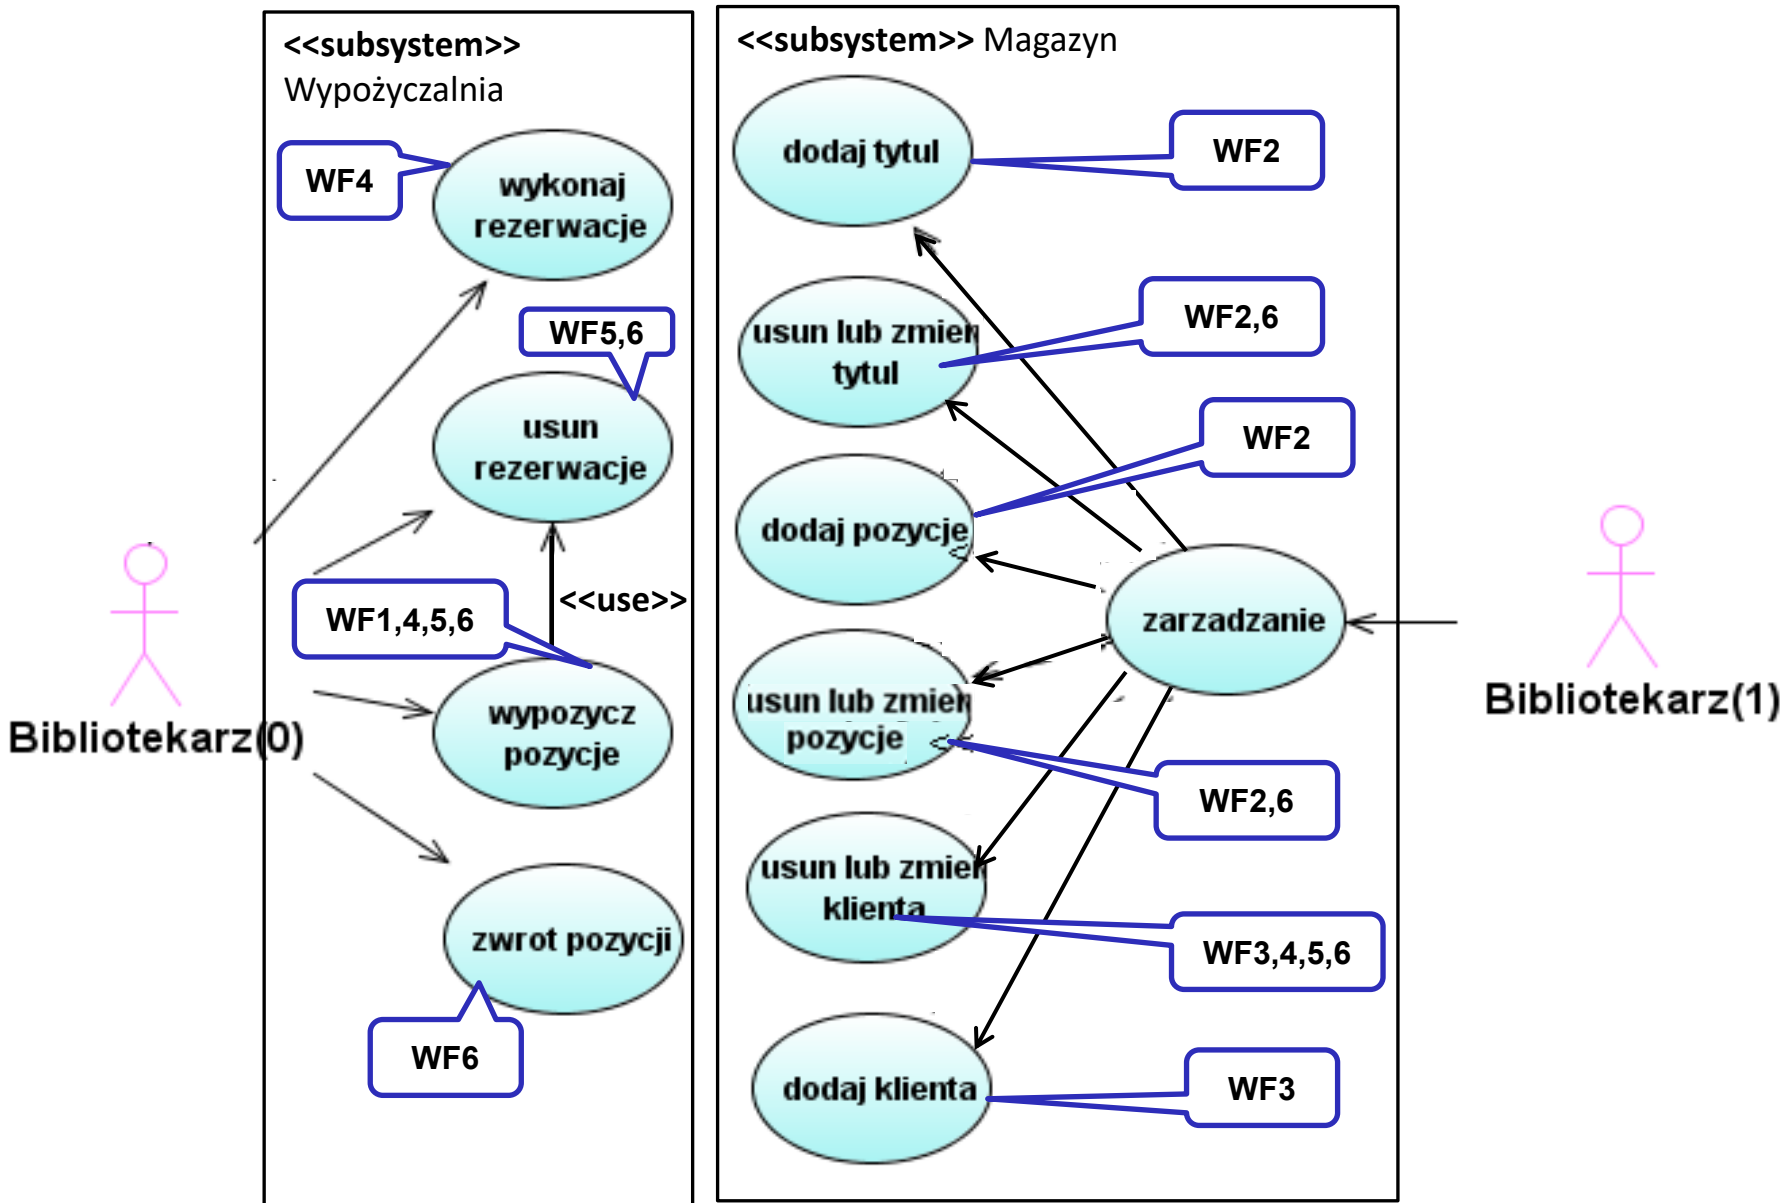 <<subsystem>>
Wypożyczalnia
WF4
wykonaj
rezerwacje
WF5,6
usun
rezerwacje
<<use>>
WF1,4,5,6
wypozycz
pozycje
zwrot pozycji
WF6
Bibliotekarz(0)
<<subsystem>> Magazyn
dodaj tytul
WF2
usun lub zmien
tytul
WF2,6
dodaj pozycje
WF2
usun lub zmien
pozycje
WF2,6
usun lub zmien
klienta
WF3,4,5,6
dodaj klienta
WF3
zarzadzanie
Bibliotekarz(1)